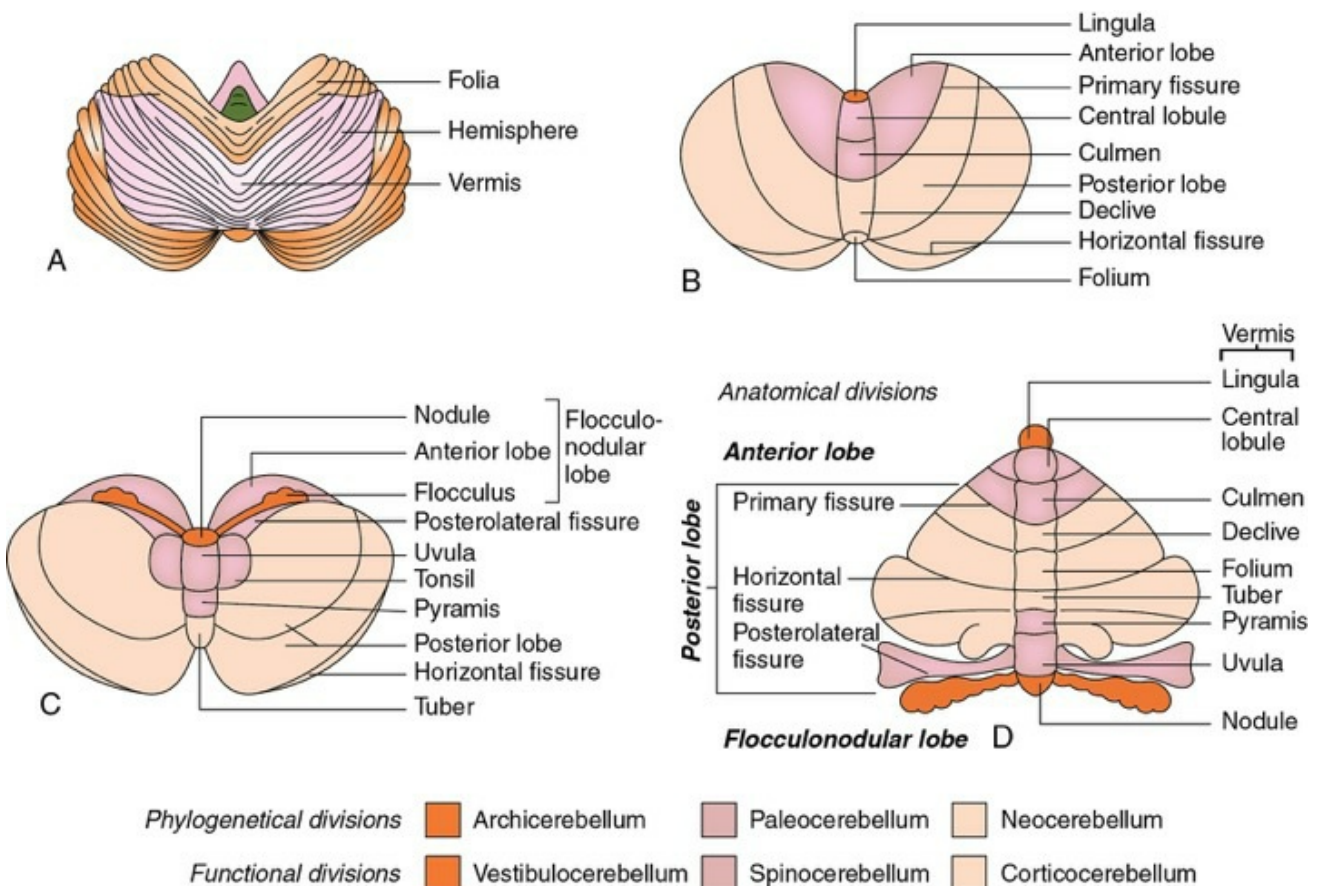 Folia
Hemisphere
Vermis
A
Lingula
Anterior lobe
Primary fissure
Central lobule
Culmen
Posterior lobe
Declive
Horizontal fissure
Folium
B
Nodule
Anterior lobe
Flocculus
Flocculo-
nodular
lobe
Posterolateral fissure
Uvula
Tonsil
Pyramis
Posterior lobe
Horizontal fissure
Tuber
C
Anatomical divisions
Anterior lobe
Posterior lobe
Primary fissure
Horizontal
fissure
Posterolateral
fissure
Flocculonodular lobe
D
Vermis
Lingula
Central
lobule
Culmen
Declive
Folium
Tuber
Pyramis
Uvula
Nodule
Phylogenetical divisions Archicerebellum Paleocerebellum Neocerebellum
Functional divisions Vestibulocerebellum Spinocerebellum Corticocerebellum